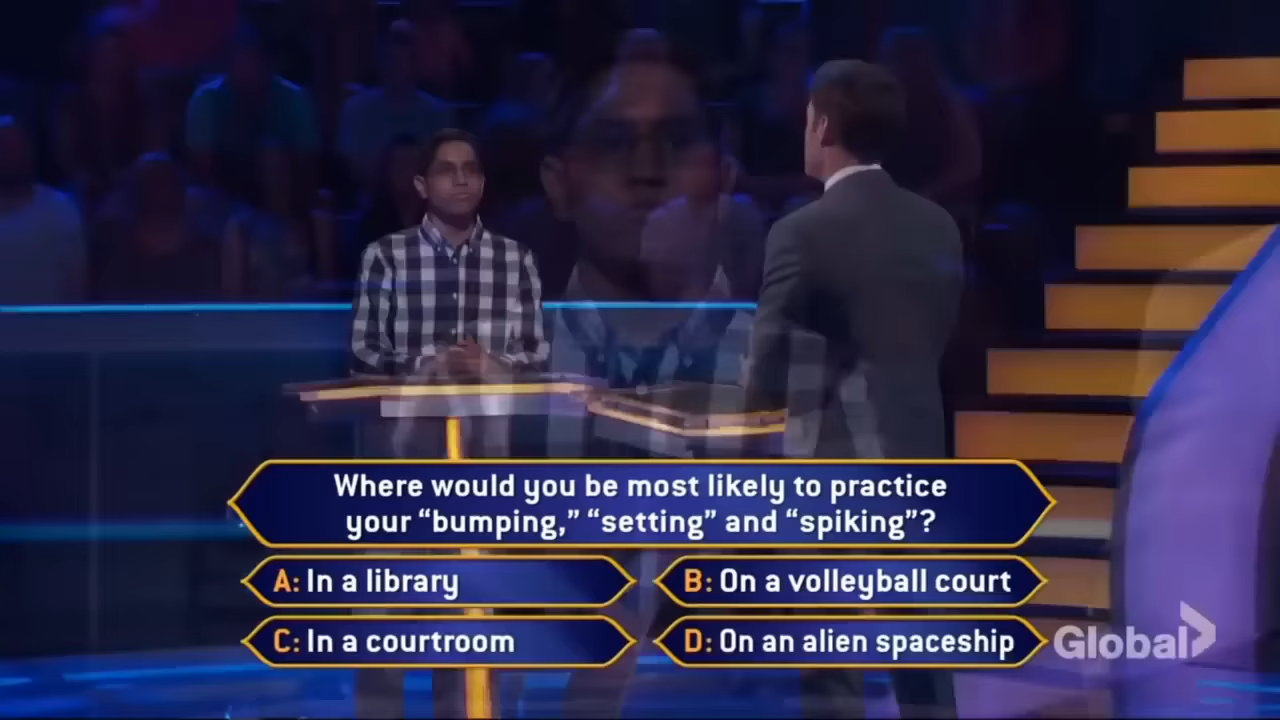 Where would you be most likely to practice
your “bumping,” “setting” and “spiking”?
A: In a library
B: On a volleyball court
C: In a courtroom
D: On an alien spaceship
Global